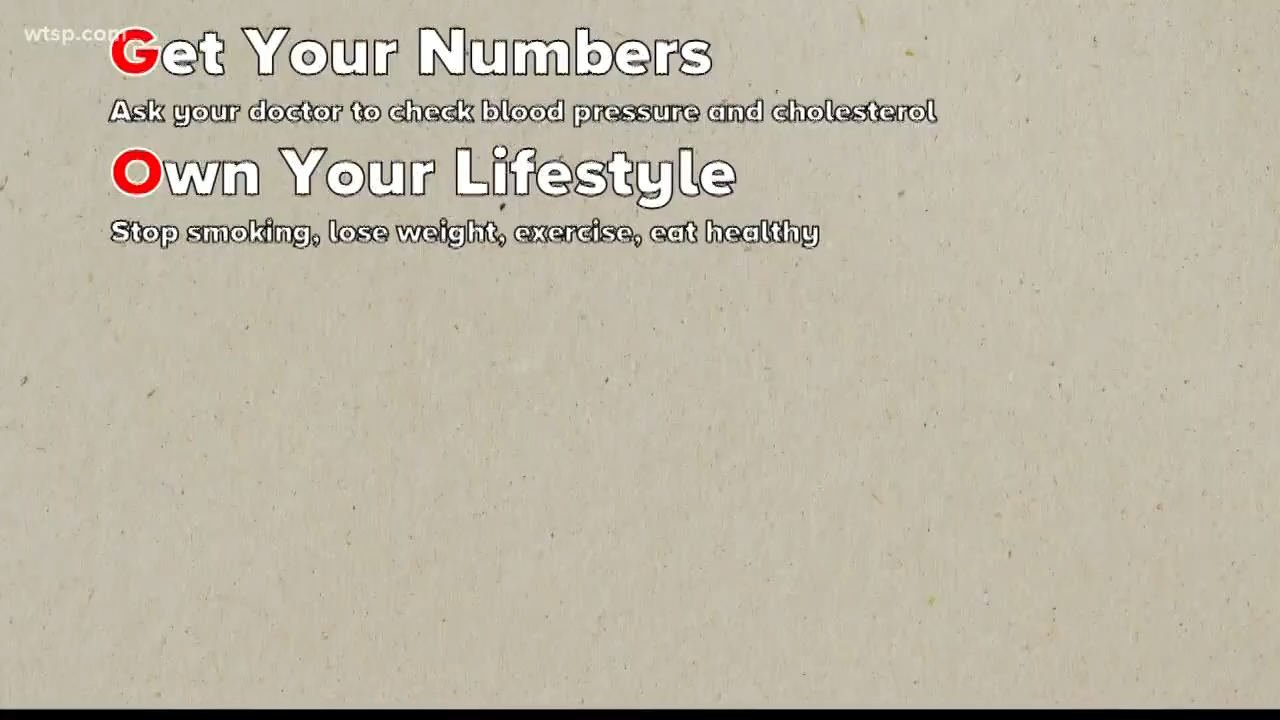 wtsp.com
Get Your Numbers
Ask your doctor to check blood pressure and cholesterol
Own Your Lifestyle
Stop smoking, lose weight, exercise, eat healthy